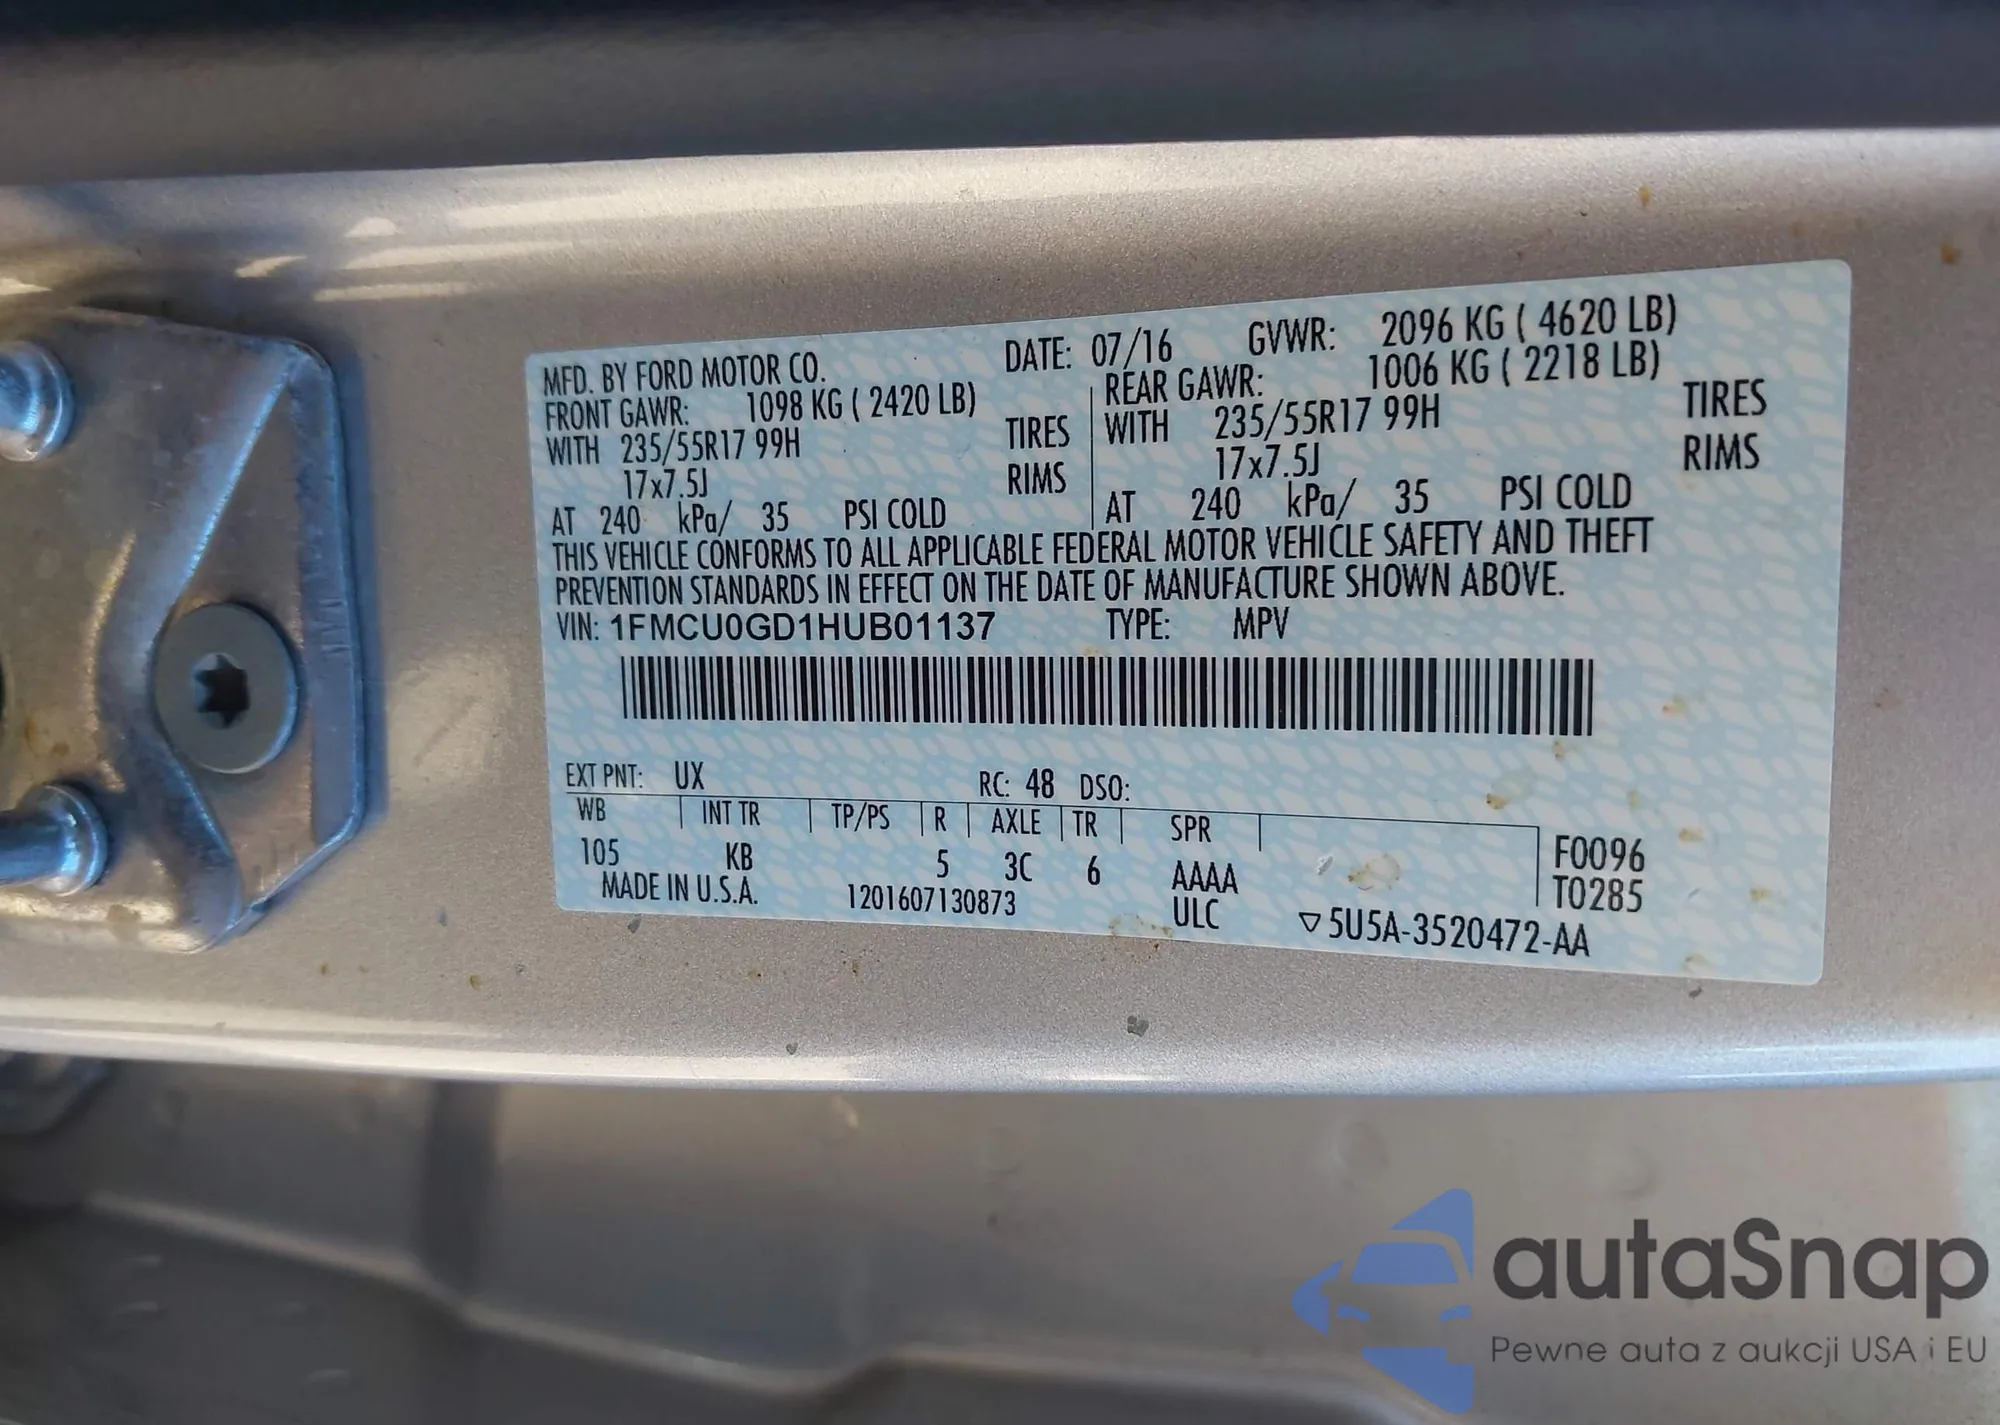 MFD. BY FORD MOTOR CO. DATE: 07/16 GVWR: 2096 KG ( 4620 LB)
FRONT GAWR: 1098 KG ( 2420 LB) REAR GAWR: 1006 KG ( 2218 LB)
WITH 235/55R17 99H TIRES WITH 235/55R17 99H TIRES
17x7.5J RIMS 17x7.5J RIMS
AT 240 kPa/ 35 PSI COLD AT 240 kPa/ 35 PSI COLD
THIS VEHICLE CONFORMS TO ALL APPLICABLE FEDERAL MOTOR VEHICLE SAFETY AND THEFT
PREVENTION STANDARDS IN EFFECT ON THE DATE OF MANUFACTURE SHOWN ABOVE.
VIN: 1FMCU0GD1HUB01137 TYPE: MPV
EXT PNT: UX RC: 48 DSO:
WB INT TR TP/PS R AXLE TR SPR
105 KB 5 3C 6 AAAA F0096
MADE IN U.S.A. 1201607130873 ULC ▽5U5A-3520472-AA T0285
autaSnap
Pewne auta z aukcji USA i EU